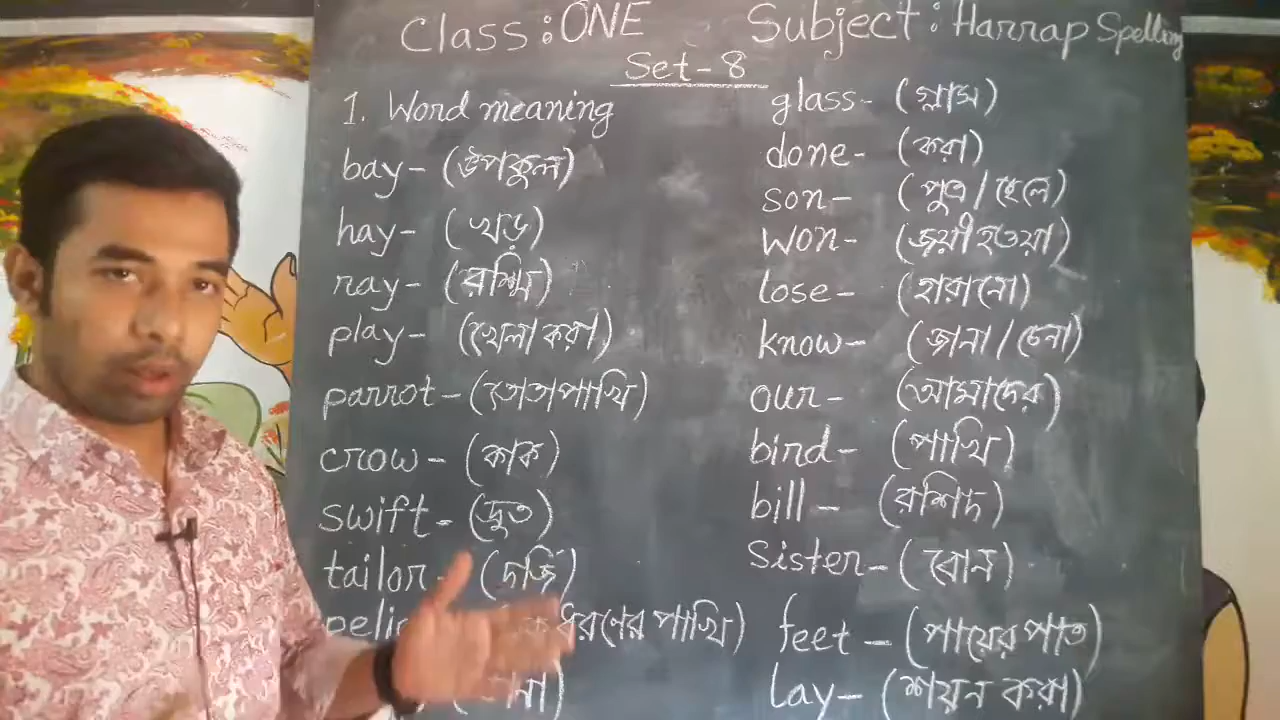 Class: ONE Subject: Harrap Spelling
Set-8
1. Word meaning
bay- (উপকুল)
hay- (খড়)
ray- (রশ্মি)
play- (খেলা করা)
parrot- (তোতাপাখি)
crow- (কাক)
swift- (দ্রুত)
tailor- (দর্জি)
ধরণের পাখি)
glass- (গ্লাস)
done- (করা)
son- (পুত্র/ছেলে)
won- (জয়ী হওয়া)
lose- (হারানো)
know- (জানা/চেনা)
our- (আমাদের)
bird- (পাখি)
bill- (রশিদ)
sister- (বোন)
feet- (পায়ের পাত)
lay- (শয়ন করা)